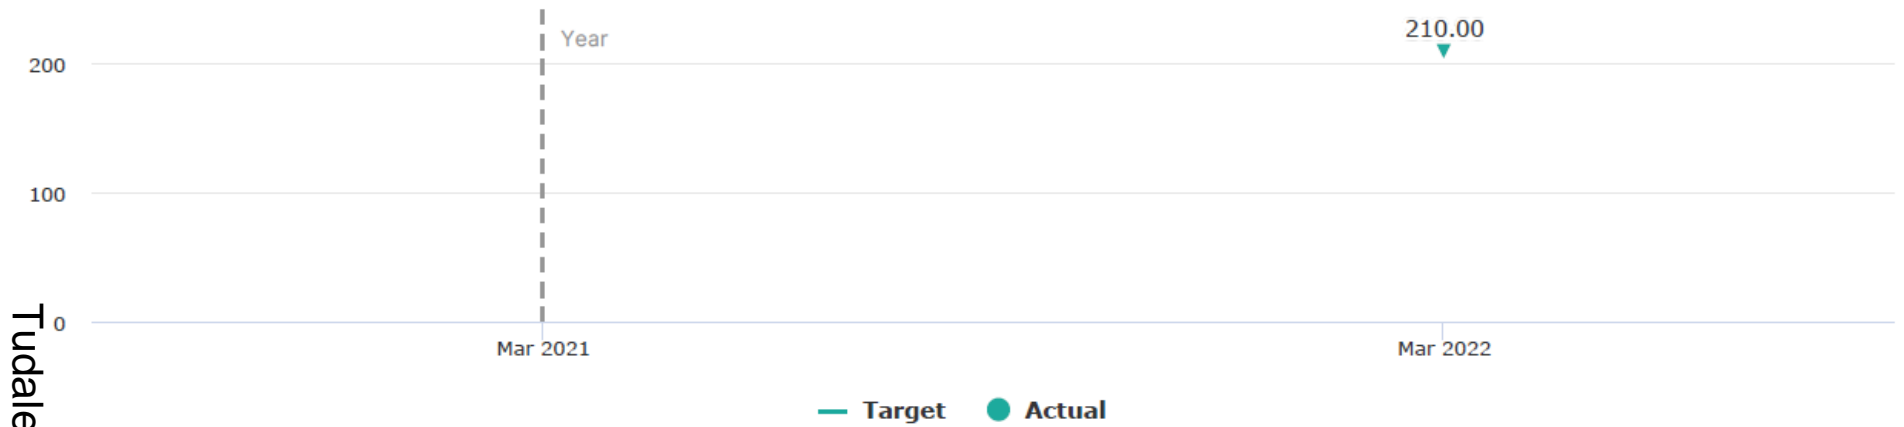 210.00
Year
200
100
0
Mar 2021
Mar 2022
Target
Actual
Tudale